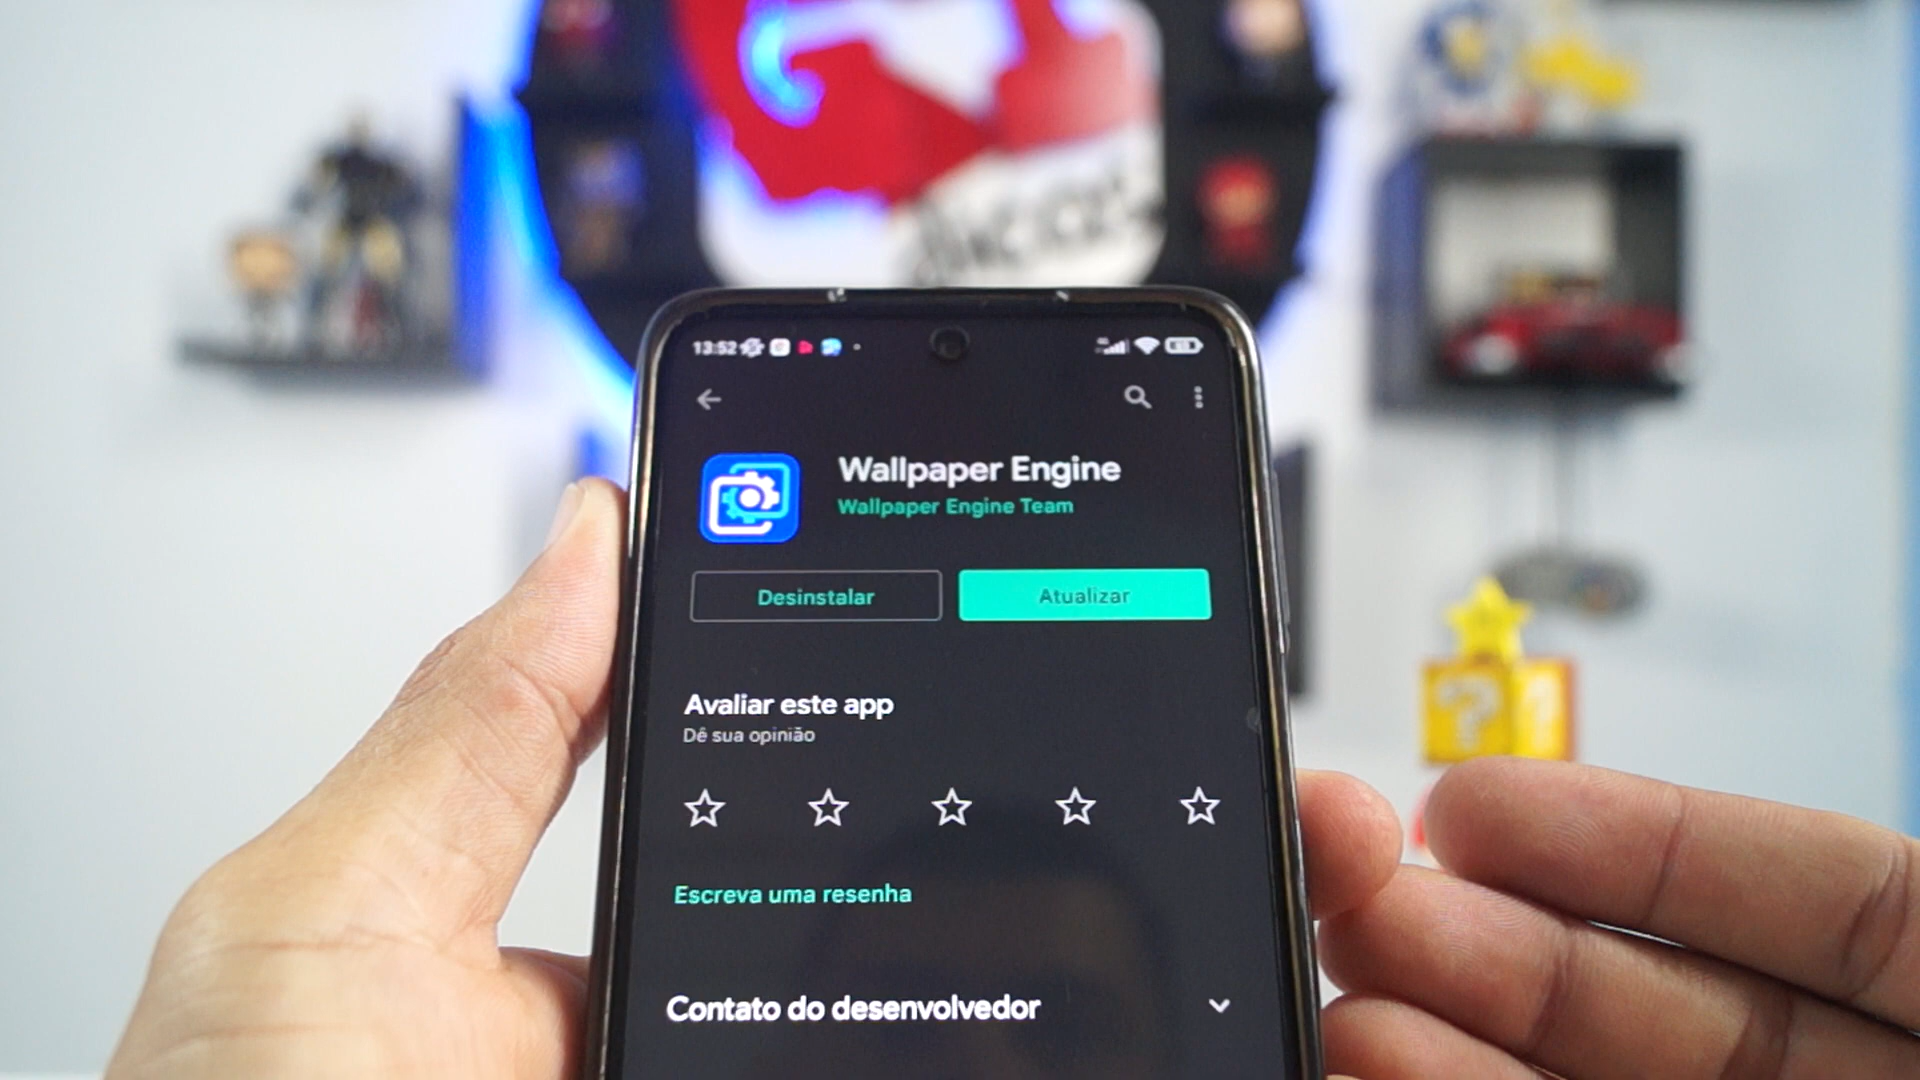 dicas
13:52
Wallpaper Engine
Wallpaper Engine Team
Desinstalar
Atualizar
Avaliar este app
Dê sua opinião
Escreva uma resenha
Contato do desenvolvedor
?